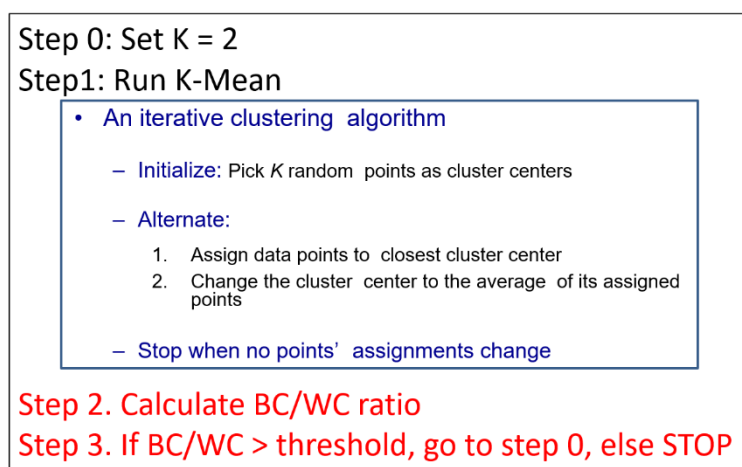 Step 0: Set K = 2
Step1: Run K-Mean
• An iterative clustering algorithm
– Initialize: Pick K random points as cluster centers
– Alternate:
1. Assign data points to closest cluster center
2. Change the cluster center to the average of its assigned
points
– Stop when no points’ assignments change
Step 2. Calculate BC/WC ratio
Step 3. If BC/WC > threshold, go to step 0, else STOP